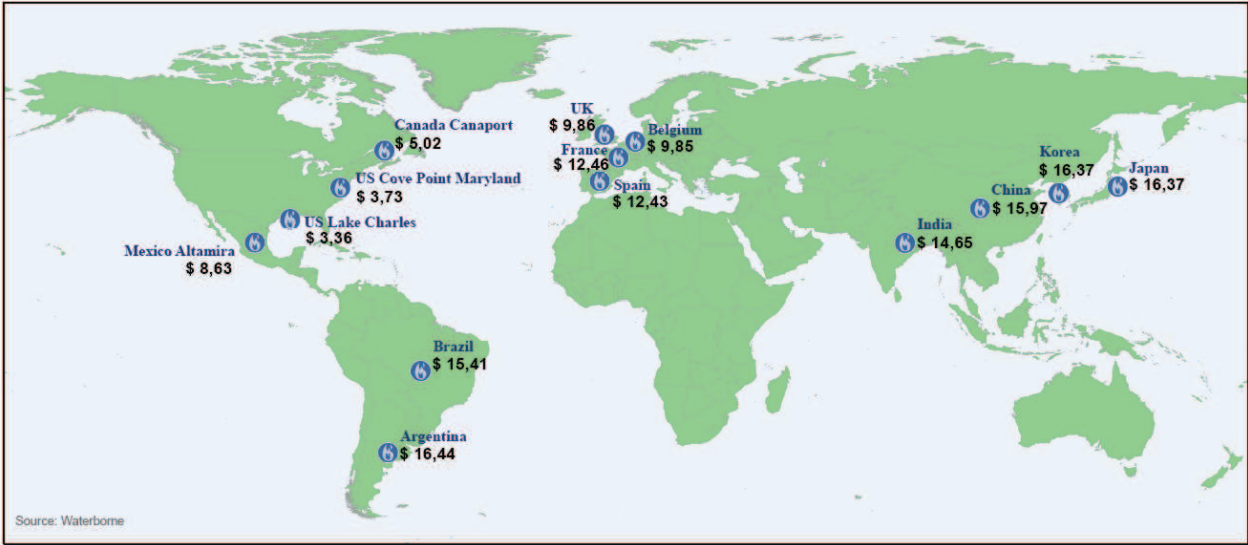 UK
$ 9,86
Canada Canaport
$ 5,02
Belgium
$ 9,85
France
$ 12,46
Korea
$ 16,37
Japan
$ 16,37
US Cove Point Maryland
$ 3,73
Spain
$ 12,43
China
$ 15,97
US Lake Charles
$ 3,36
India
$ 14,65
Mexico Altamira
$ 8,63
Brazil
$ 15,41
Argentina
$ 16,44
Source: Waterborne